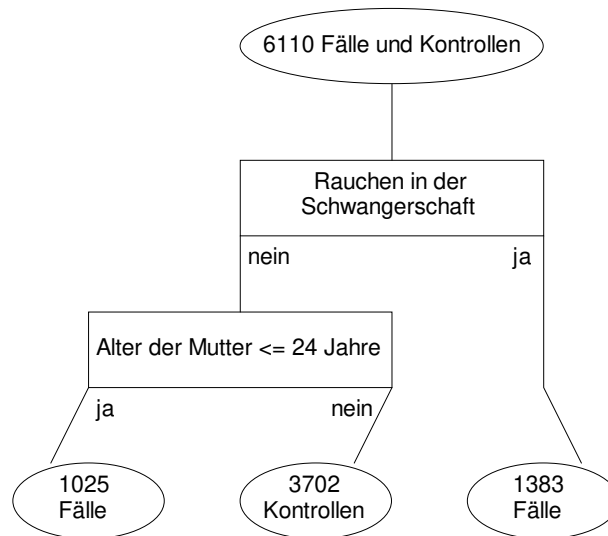 6110 Fälle und Kontrollen
Rauchen in der
Schwangerschaft
nein
ja
Alter der Mutter <= 24 Jahre
ja
nein
1025
Fälle
3702
Kontrollen
1383
Fälle